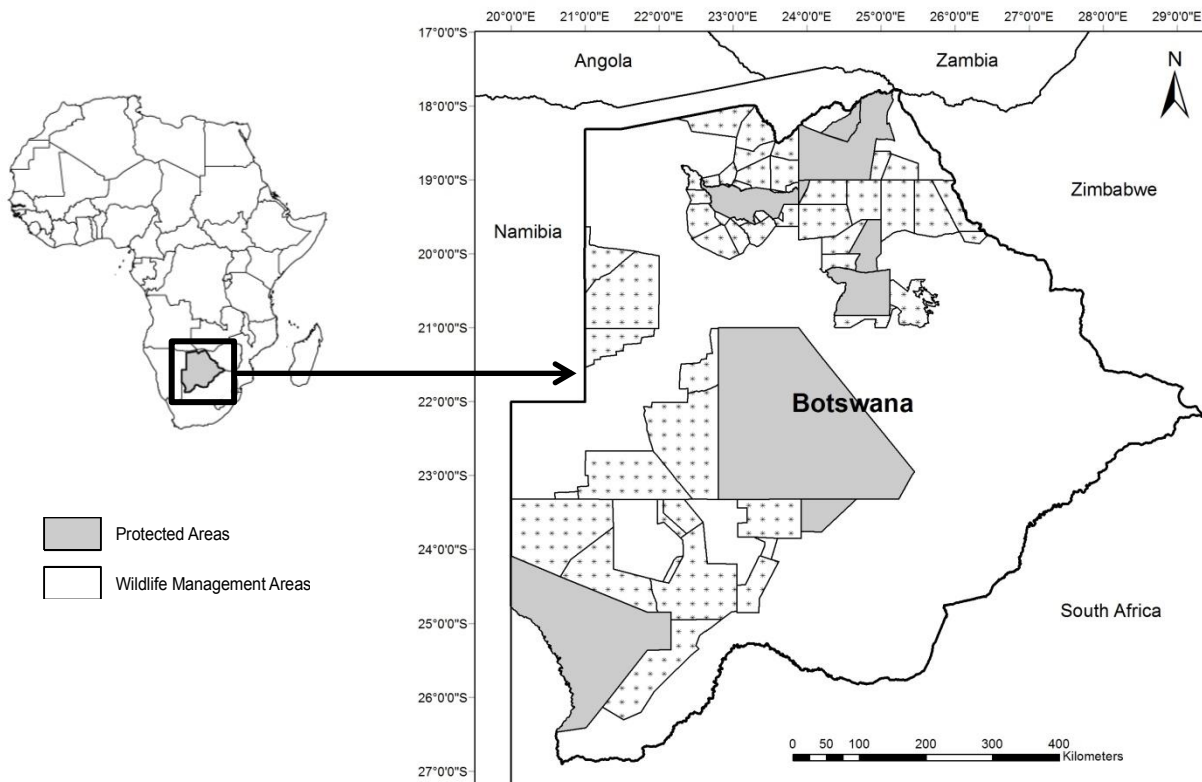 20°0'0"E 21°0'0"E 22°0'0"E 23°0'0"E 24°0'0"E 25°0'0"E 26°0'0"E 27°0'0"E 28°0'0"E 29°0'0"E
17°0'0"S
Angola
Zambia
N
18°0'0"S
19°0'0"S
Zimbabwe
Namibia
20°0'0"S
21°0'0"S
22°0'0"S
Botswana
23°0'0"S
Protected Areas
24°0'0"S
Wildlife Management Areas
South Africa
25°0'0"S
26°0'0"S
0 50 100 200 300 400
Kilometers
27°0'0"S